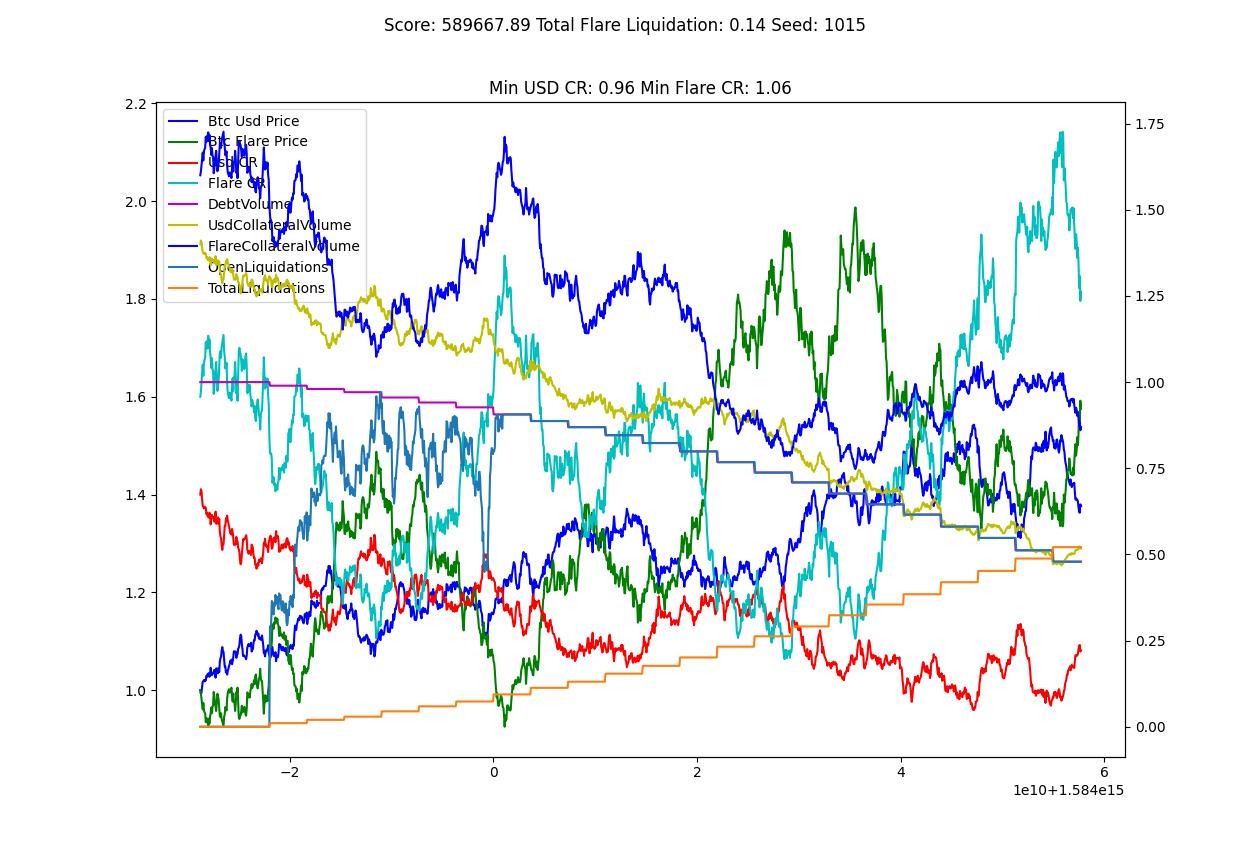 Score: 589667.89 Total Flare Liquidation: 0.14 Seed: 1015
Min USD CR: 0.96 Min Flare CR: 1.06
Btc Usd Price
Btc Flare Price
Usd CR
Flare CR
DebtVolume
UsdCollateralVolume
FlareCollateralVolume
OpenLiquidations
TotalLiquidations
2.2
2.0
1.8
1.6
1.4
1.2
1.0
1.75
1.50
1.25
1.00
0.75
0.50
0.25
0.00
−2 0 2 4 6
1e10+1.584e15